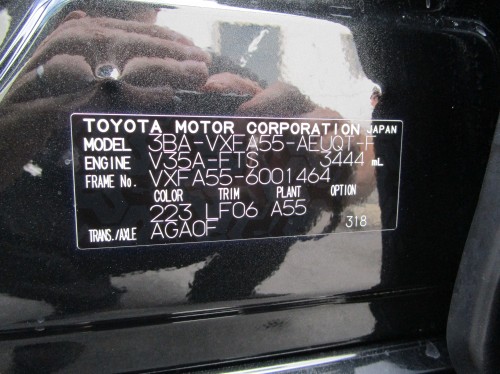 TOYOTA MOTOR CORPORATION JAPAN
MODEL 3BA-VXFA55-AEUQT-F
ENGINE V35A-FTS 3444 mL
FRAME No. VXFA55-6001464
COLOR TRIM PLANT OPTION
223 LF06 A55
TRANS./AXLE AGA0F 318